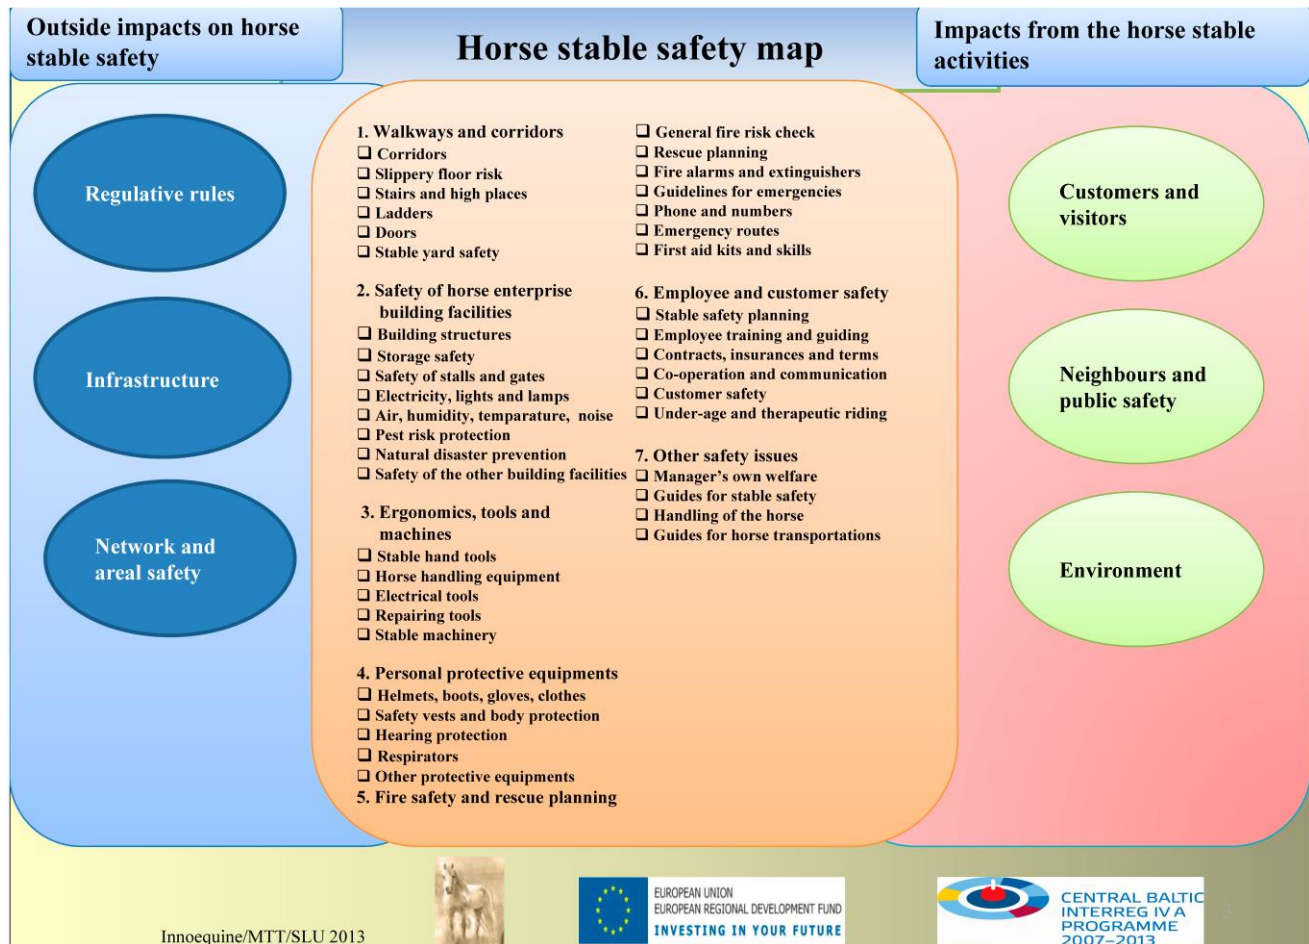 Outside impacts on horse
stable safety
Horse stable safety map
Impacts from the horse stable
activities
Regulative rules
Infrastructure
Network and
areal safety
1. Walkways and corridors
❑ Corridors
❑ Slippery floor risk
❑ Stairs and high places
❑ Ladders
❑ Doors
❑ Stable yard safety
2. Safety of horse enterprise
building facilities
❑ Building structures
❑ Storage safety
❑ Safety of stalls and gates
❑ Electricity, lights and lamps
❑ Air, humidity, temparature, noise
❑ Pest risk protection
❑ Natural disaster prevention
❑ Safety of the other building facilities
3. Ergonomics, tools and
machines
❑ Stable hand tools
❑ Horse handling equipment
❑ Electrical tools
❑ Repairing tools
❑ Stable machinery
4. Personal protective equipments
❑ Helmets, boots, gloves, clothes
❑ Safety vests and body protection
❑ Hearing protection
❑ Respirators
❑ Other protective equipments
5. Fire safety and rescue planning
❑ General fire risk check
❑ Rescue planning
❑ Fire alarms and extinguishers
❑ Guidelines for emergencies
❑ Phone and numbers
❑ Emergency routes
❑ First aid kits and skills
6. Employee and customer safety
❑ Stable safety planning
❑ Employee training and guiding
❑ Contracts, insurances and terms
❑ Co-operation and communication
❑ Customer safety
❑ Under-age and therapeutic riding
7. Other safety issues
❑ Manager's own welfare
❑ Guides for stable safety
❑ Handling of the horse
❑ Guides for horse transportations
Customers and
visitors
Neighbours and
public safety
Environment
Innoequine/MTT/SLU 2013
EUROPEAN UNION
EUROPEAN REGIONAL DEVELOPMENT FUND
INVESTING IN YOUR FUTURE
CENTRAL BALTIC
INTERREG IV A
PROGRAMME
2007–2013